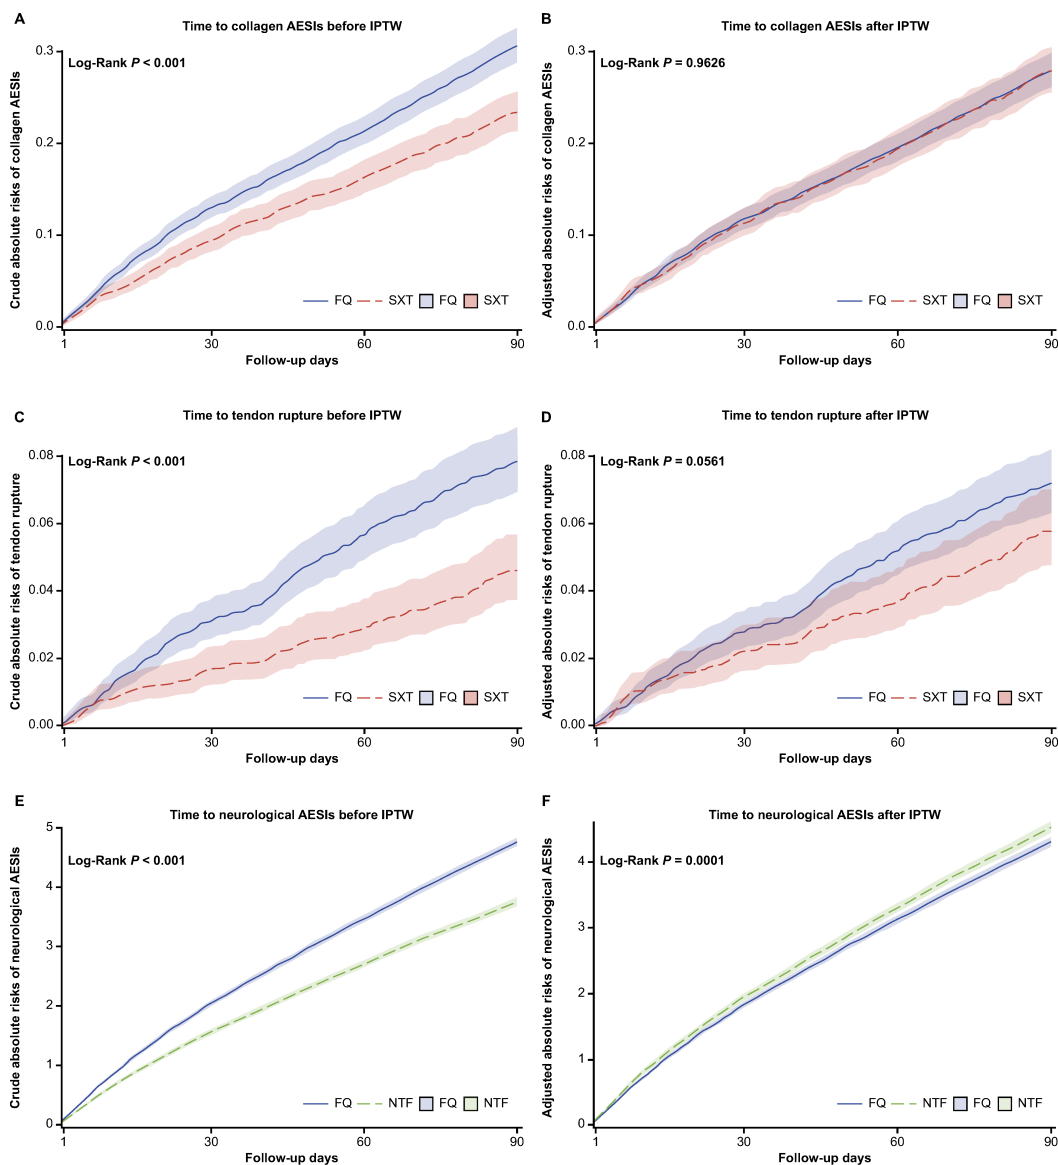 A
Time to collagen AESIs before IPTW
Log-Rank P < 0.001
Crude absolute risks of collagen AESIs
0.3
0.2
0.1
0.0
FQ SXT FQ SXT
1 30 60 90
Follow-up days
B
Time to collagen AESIs after IPTW
Log-Rank P = 0.9626
Adjusted absolute risks of collagen AESIs
0.3
0.2
0.1
0.0
FQ SXT FQ SXT
1 30 60 90
Follow-up days
C
Time to tendon rupture before IPTW
Log-Rank P < 0.001
Crude absolute risks of tendon rupture
0.08
0.06
0.04
0.02
0.00
FQ SXT FQ SXT
1 30 60 90
Follow-up days
D
Time to tendon rupture after IPTW
Log-Rank P = 0.0561
Adjusted absolute risks of tendon rupture
0.08
0.06
0.04
0.02
0.00
FQ SXT FQ SXT
1 30 60 90
Follow-up days
E
Time to neurological AESIs before IPTW
Log-Rank P < 0.001
Crude absolute risks of neurological AESIs
5
4
3
2
1
0
FQ NTF FQ NTF
1 30 60 90
Follow-up days
F
Time to neurological AESIs after IPTW
Log-Rank P = 0.0001
Adjusted absolute risks of neurological AESIs
4
3
2
1
0
FQ NTF FQ NTF
1 30 60 90
Follow-up days